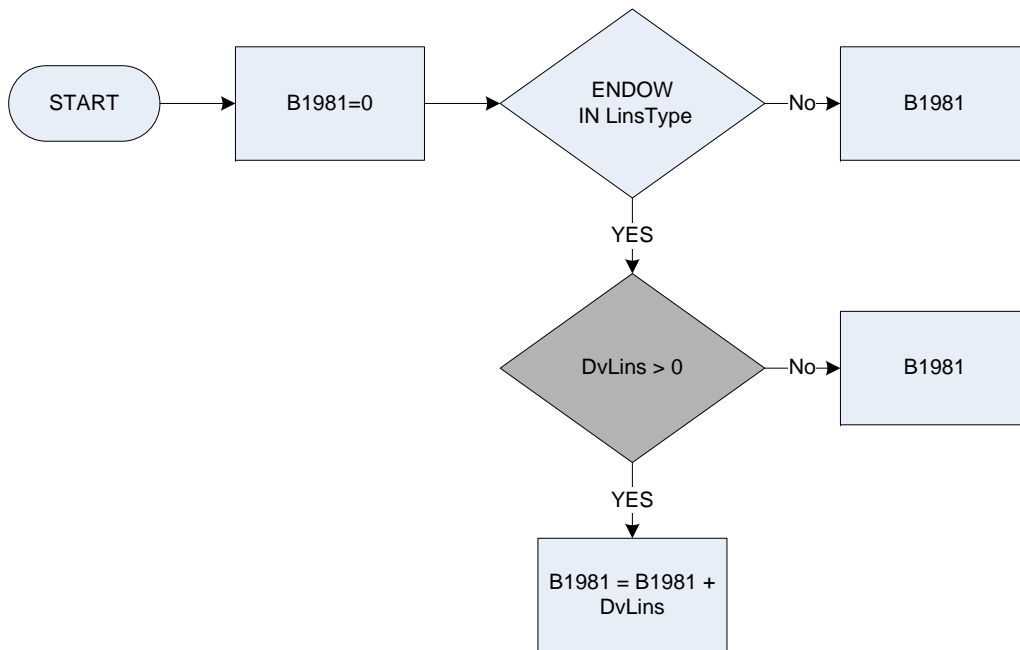 START
B1981=0
ENDOW
IN LinsType
No
B1981
YES
DvLins > 0
No
B1981
YES
B1981 = B1981 +
DvLins